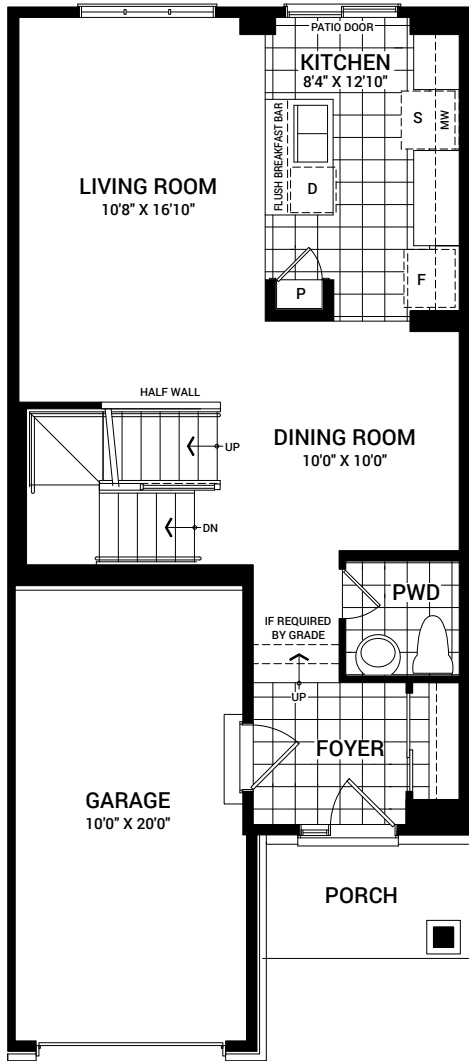 PATIO DOOR
KITCHEN
8'4" X 12'10"
S
MW
FLUSH BREAKFAST BAR
D
LIVING ROOM
10'8" X 16'10"
F
P
HALF WALL
UP
DINING ROOM
10'0" X 10'0"
DN
PWD
IF REQUIRED
BY GRADE
UP
FOYER
GARAGE
10'0" X 20'0"
PORCH